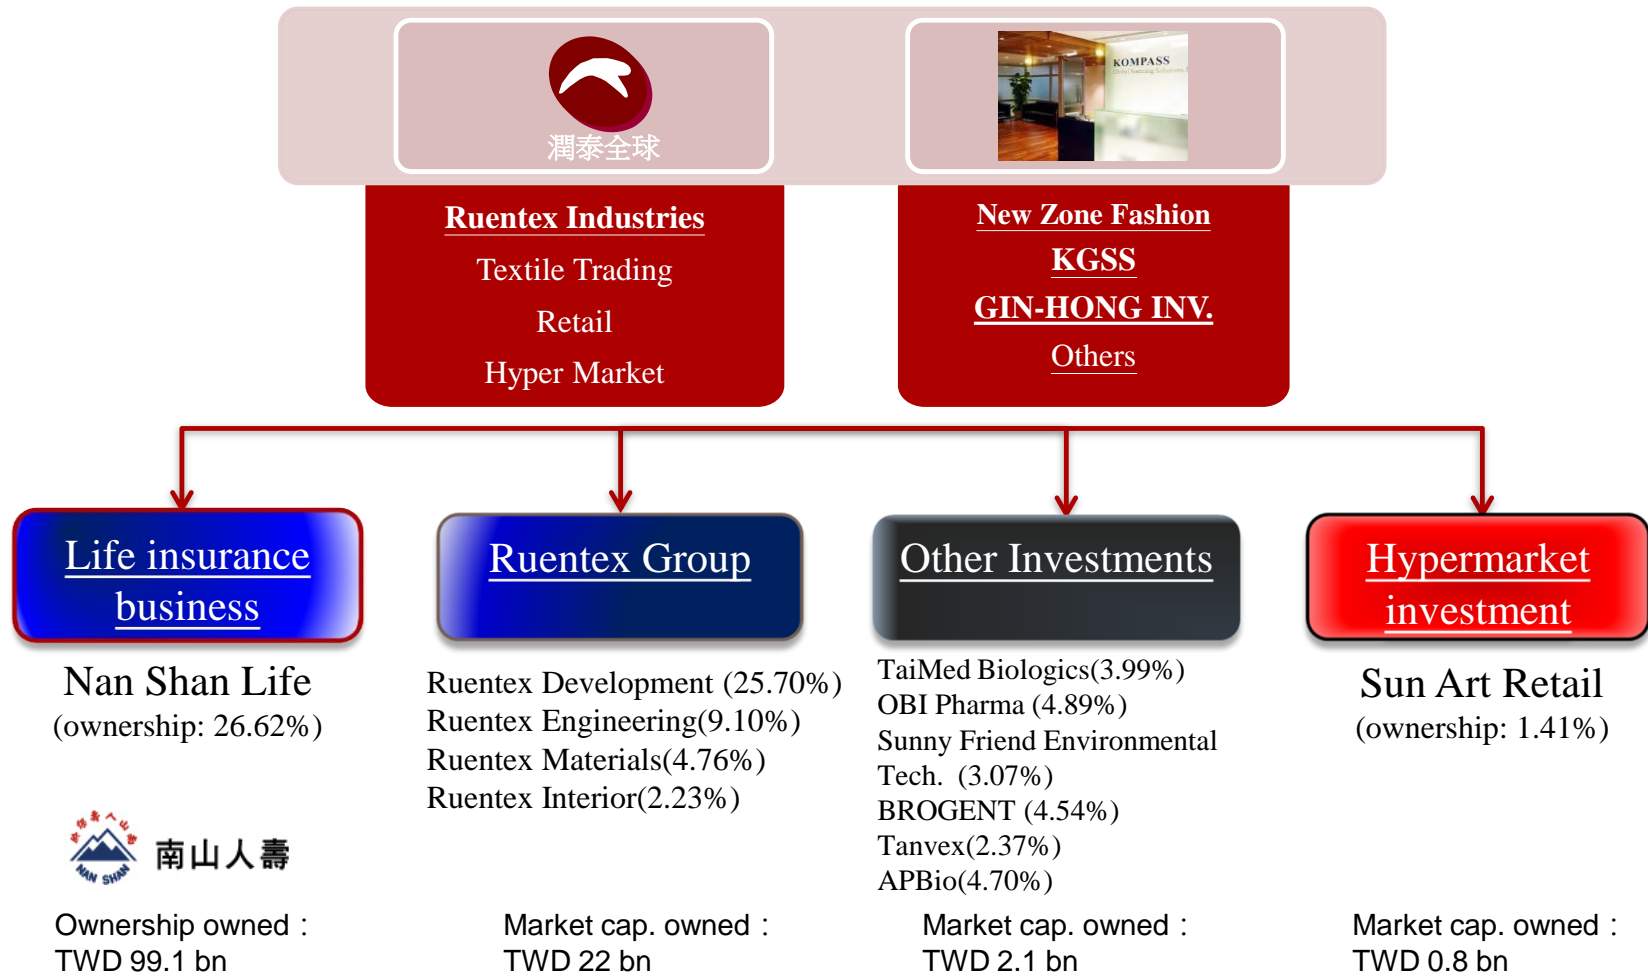 潤泰全球
KOMPASS
Ruentex Industries
Textile Trading
Retail
Hyper Market
New Zone Fashion
KGSS
GIN-HONG INV.
Others
Life insurance
business
Nan Shan Life
(ownership: 26.62%)
NAN SHAN
南山人壽
Ownership owned：
TWD 99.1 bn
Ruentex Group
Ruentex Development (25.70%)
Ruentex Engineering(9.10%)
Ruentex Materials(4.76%)
Ruentex Interior(2.23%)
Market cap. owned：
TWD 22 bn
Other Investments
TaiMed Biologics(3.99%)
OBI Pharma (4.89%)
Sunny Friend Environmental
Tech. (3.07%)
BROGENT (4.54%)
Tanvex(2.37%)
APBio(4.70%)
Market cap. owned：
TWD 2.1 bn
Hypermarket
investment
Sun Art Retail
(ownership: 1.41%)
Market cap. owned：
TWD 0.8 bn